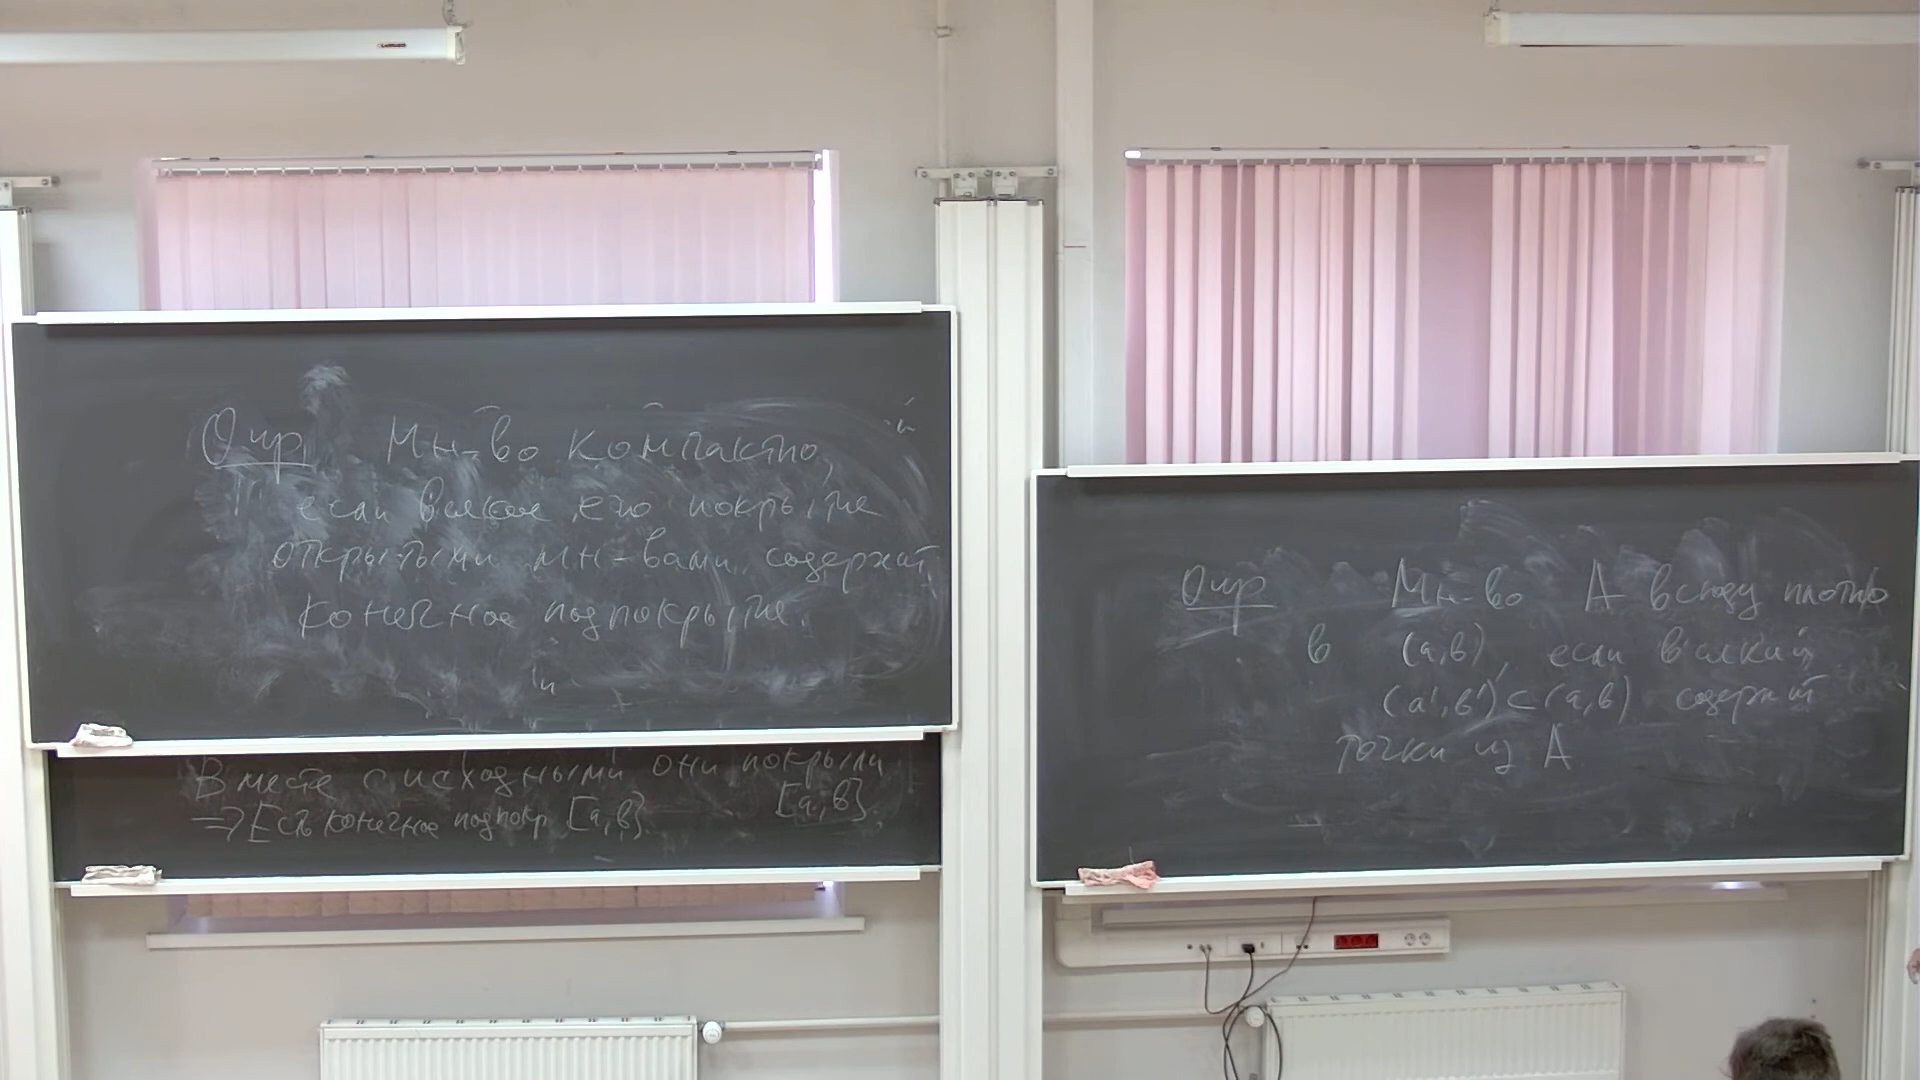 Опр Мн-во компактно,
если всякое его покрытие
открытыми мн-вами содержит
конечное подпокрытие.
Вместе с исходными они покрыли
[a,b].
⇒ Есть конечное подпокр [a,b].
Опр Мн-во A всюду плотно
в (a,b), если всякий
(a',b')⊂(a,b) содержит
точки из A